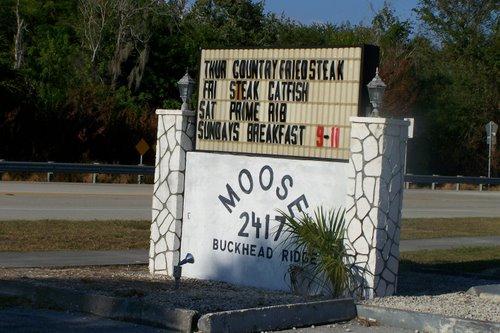 THUR COUNTRY FRIED STEAK
FRI STEAK CATFISH
SAT PRIME RIB
SUNDAYS BREAKFAST 9-11
MOOSE
2417
BUCKHEAD RIDGE